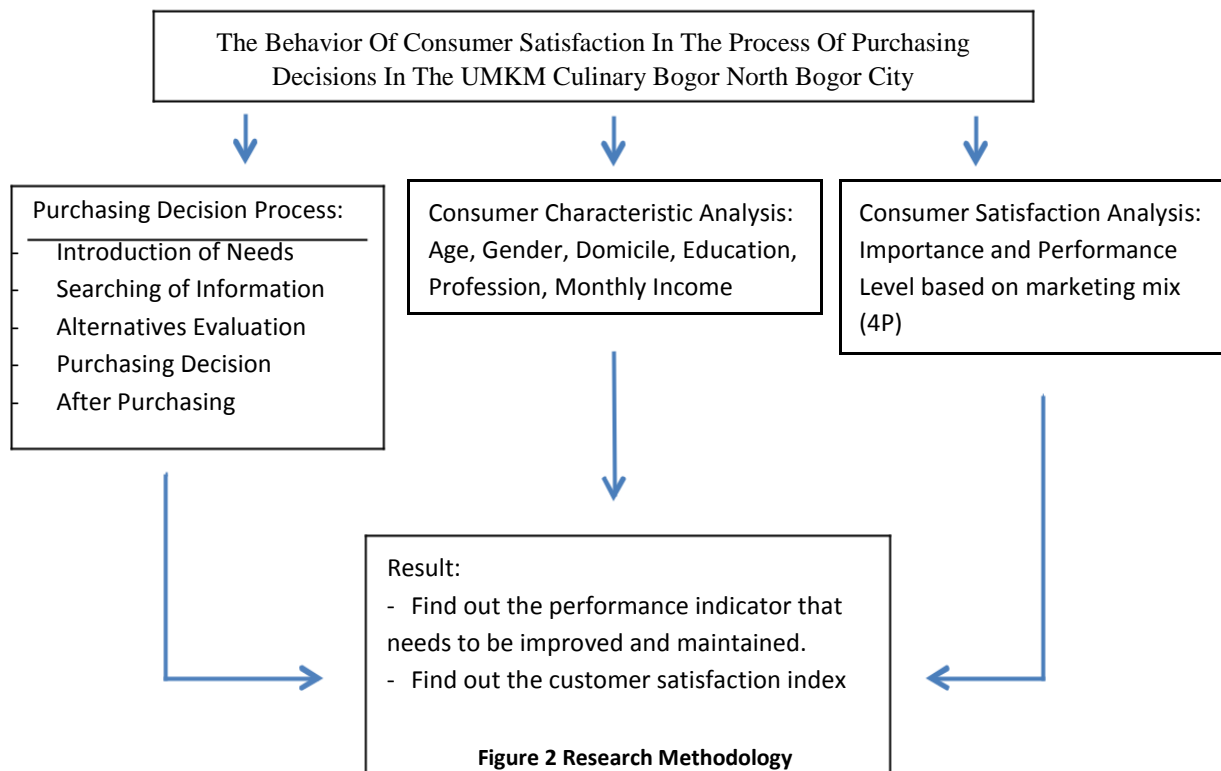 The Behavior Of Consumer Satisfaction In The Process Of Purchasing
Decisions In The UMKM Culinary Bogor North Bogor City
Purchasing Decision Process:
- Introduction of Needs
- Searching of Information
- Alternatives Evaluation
- Purchasing Decision
- After Purchasing
Consumer Characteristic Analysis:
Age, Gender, Domicile, Education,
Profession, Monthly Income
Consumer Satisfaction Analysis:
Importance and Performance
Level based on marketing mix
(4P)
Result:
- Find out the performance indicator that
needs to be improved and maintained.
- Find out the customer satisfaction index
Figure 2 Research Methodology